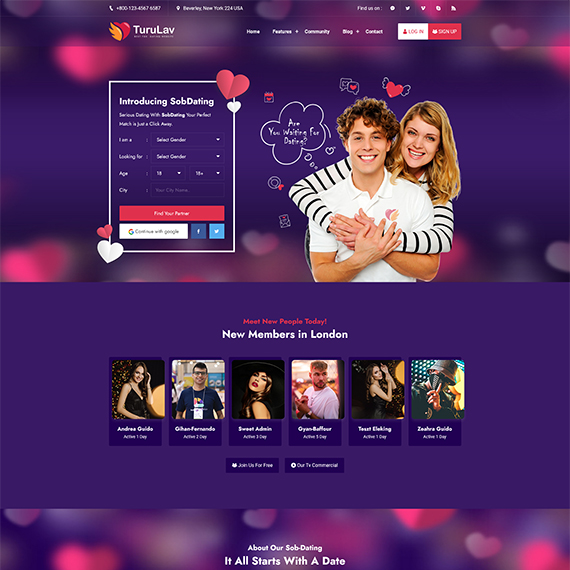 +800-123-4567 6587
Beverley, New York 224 USA
Find us on :
TuruLav
Home
Features +
Community
Blog +
Contact
LOG IN
SIGN UP
Introducing SobDating
Serious Dating With SobDating Your Perfect
Match is Just a Click Away.
I am a : Select Gender
Looking for : Select Gender
Age : 18 18+
City : Your City Name..
Find Your Partner
Continue with google
Are
You Waiting For
Dating?
Meet New People Today!
New Members in London
Andrea Guido
Active 1 Day
Gihan-Fernando
Active 2 Day
Sweet Admin
Active 3 Day
Gyan-Baffour
Active 5 Day
Teszt Eleking
Active 1 Day
Zeahra Guido
Active 1 Day
Join Us For Free
Our Tv Commercial
About Our Sob-Dating
It All Starts With A Date